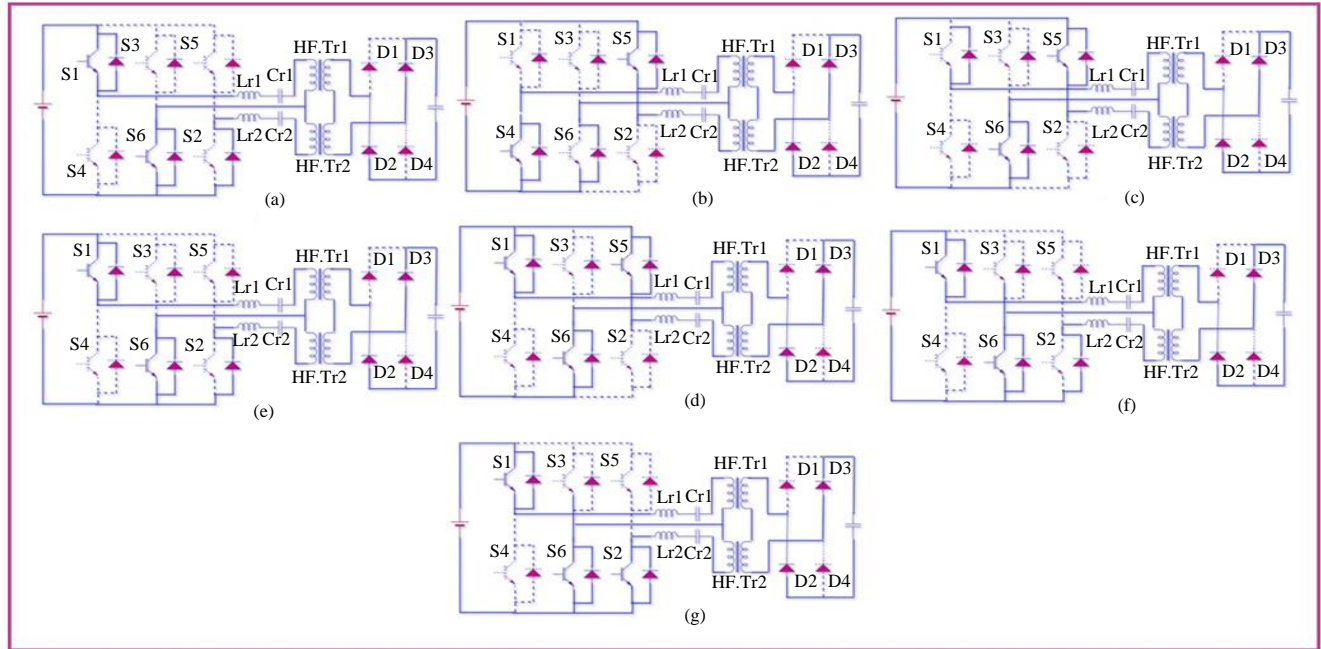 S3 S5 HF.Tr1 D1 D3
S1 Lr1 Cr1
S6 S2 Lr2 Cr2
S4 HF.Tr2 D2 D4
(a)
S1 S3 S5 HF.Tr1 D1 D3
Lr1 Cr1
S4 S6 S2 Lr2 Cr2
HF.Tr2 D2 D4
(b)
S1 S3 S5 HF.Tr1 D1 D3
Lr1 Cr1
S4 S6 S2 Lr2 Cr2
HF.Tr2 D2 D4
(c)
S1 S3 S5 HF.Tr1 D1 D3
Lr1 Cr1
S4 S6 S2 Lr2 Cr2
HF.Tr2 D2 D4
(e)
S1 S3 S5 HF.Tr1 D1 D3
Lr1 Cr1
S4 S6 S2 Lr2 Cr2
HF.Tr2 D2 D4
(d)
S1 S3 S5 HF.Tr1 D1 D3
Lr1 Cr1
S4 S6 S2 Lr2 Cr2
HF.Tr2 D2 D4
(f)
S1 S3 S5 HF.Tr1 D1 D3
Lr1 Cr1
S4 S6 S2 Lr2 Cr2
HF.Tr2 D2 D4
(g)